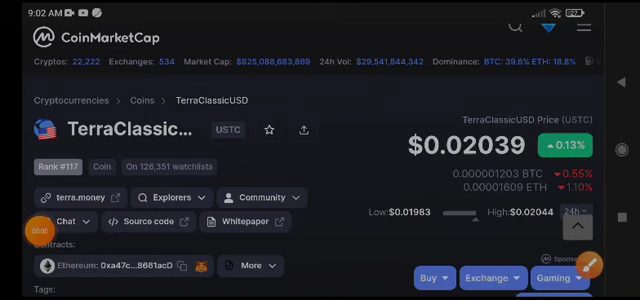 9:02 AM
27
CoinMarketCap
Cryptos: 22,222 Exchanges: 534 Market Cap: $825,088,683,869 24h Vol: $29,541,844,342 Dominance: BTC: 39.6% ETH: 18.8%
Cryptocurrencies > Coins > TerraClassicUSD
TerraClassic... USTC
TerraClassicUSD Price (USTC)
$0.02039 0.13%
Rank #117 Coin On 126,351 watchlists
0.000001203 BTC 0.55%
0.00001609 ETH 1.10%
terra.money Explorers Community
Low: $0.01983 High: $0.02044 24h
Chat Source code Whitepaper
00:00
Contracts:
Ethereum: 0xa47c...8661acD More
Buy Exchange Gaming
Tags: